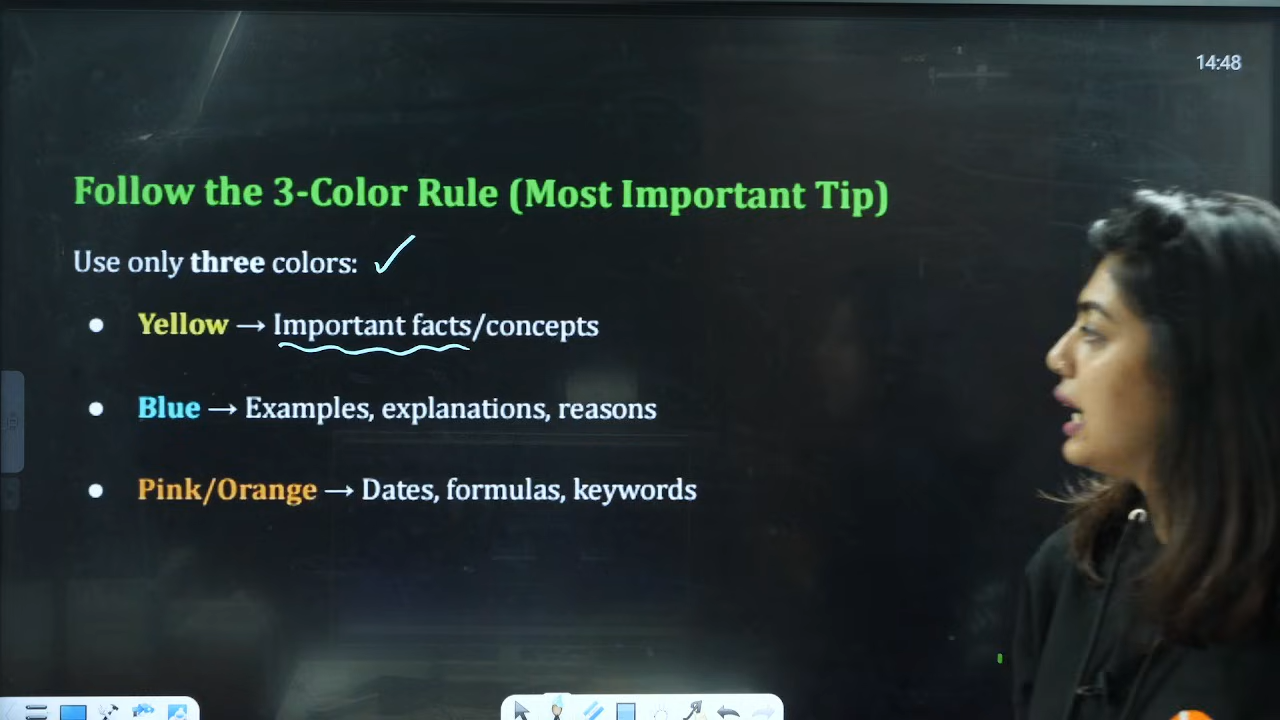 14:48
Follow the 3-Color Rule (Most Important Tip)
Use only three colors:
● Yellow → Important facts/concepts
● Blue → Examples, explanations, reasons
● Pink/Orange → Dates, formulas, keywords